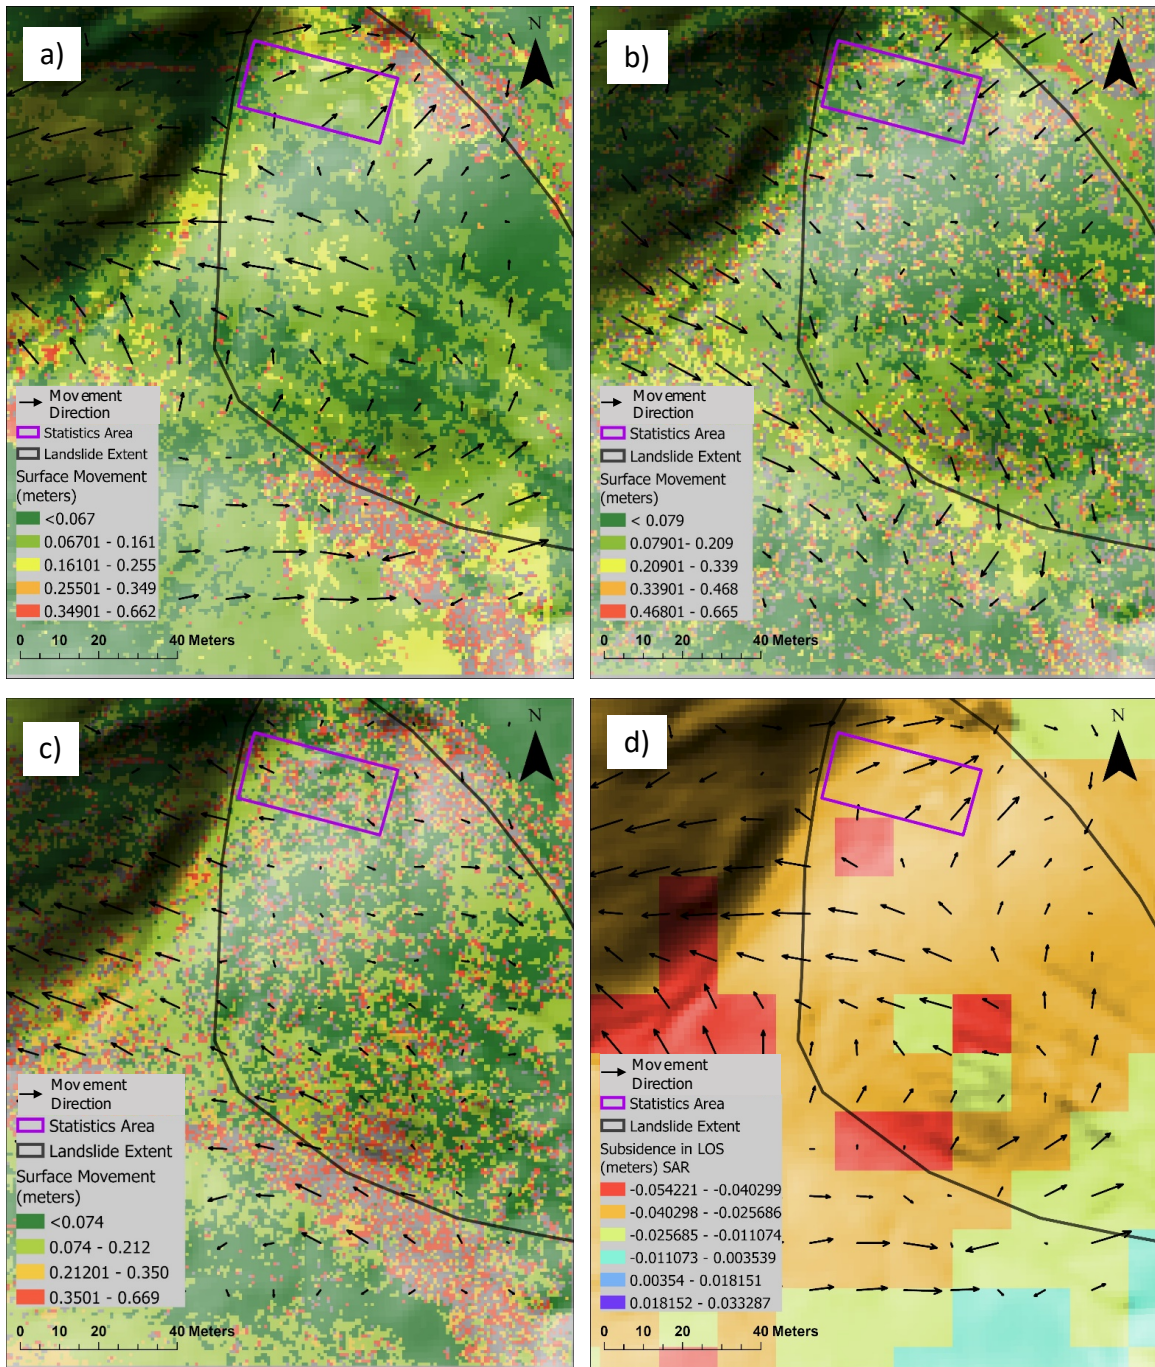 a)
N
Movement
Direction
Statistics Area
Landslide Extent
Surface Movement
(meters)
<0.067
0.06701 - 0.161
0.16101 - 0.255
0.25501 - 0.349
0.34901 - 0.662
0 10 20 40 Meters
b)
N
Movement
Direction
Statistics Area
Landslide Extent
Surface Movement
(meters)
< 0.079
0.07901- 0.209
0.20901 - 0.339
0.33901 - 0.468
0.46801 - 0.665
0 10 20 40 Meters
c)
N
Movement
Direction
Statistics Area
Landslide Extent
Surface Movement
(meters)
<0.074
0.074 - 0.212
0.21201 - 0.350
0.3501 - 0.669
0 10 20 40 Meters
d)
N
Movement
Direction
Statistics Area
Landslide Extent
Subsidence in LOS
(meters) SAR
-0.054221 - -0.040299
-0.040298 - -0.025686
-0.025685 - -0.011074
-0.011073 - 0.003539
0.00354 - 0.018151
0.018152 - 0.033287
0 10 20 40 Meters